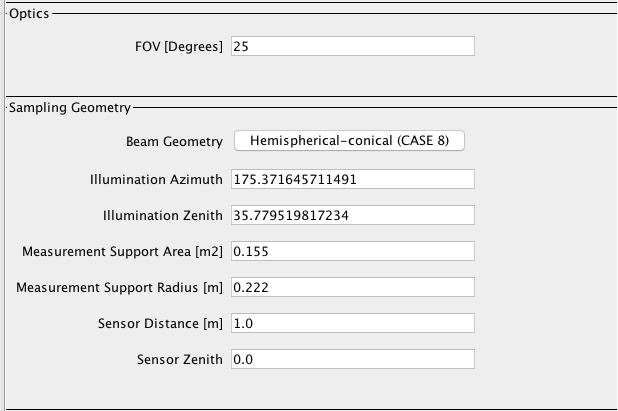 Optics
FOV [Degrees] 25
Sampling Geometry
Beam Geometry Hemispherical-conical (CASE 8)
Illumination Azimuth 175.371645711491
Illumination Zenith 35.779519817234
Measurement Support Area [m2] 0.155
Measurement Support Radius [m] 0.222
Sensor Distance [m] 1.0
Sensor Zenith 0.0